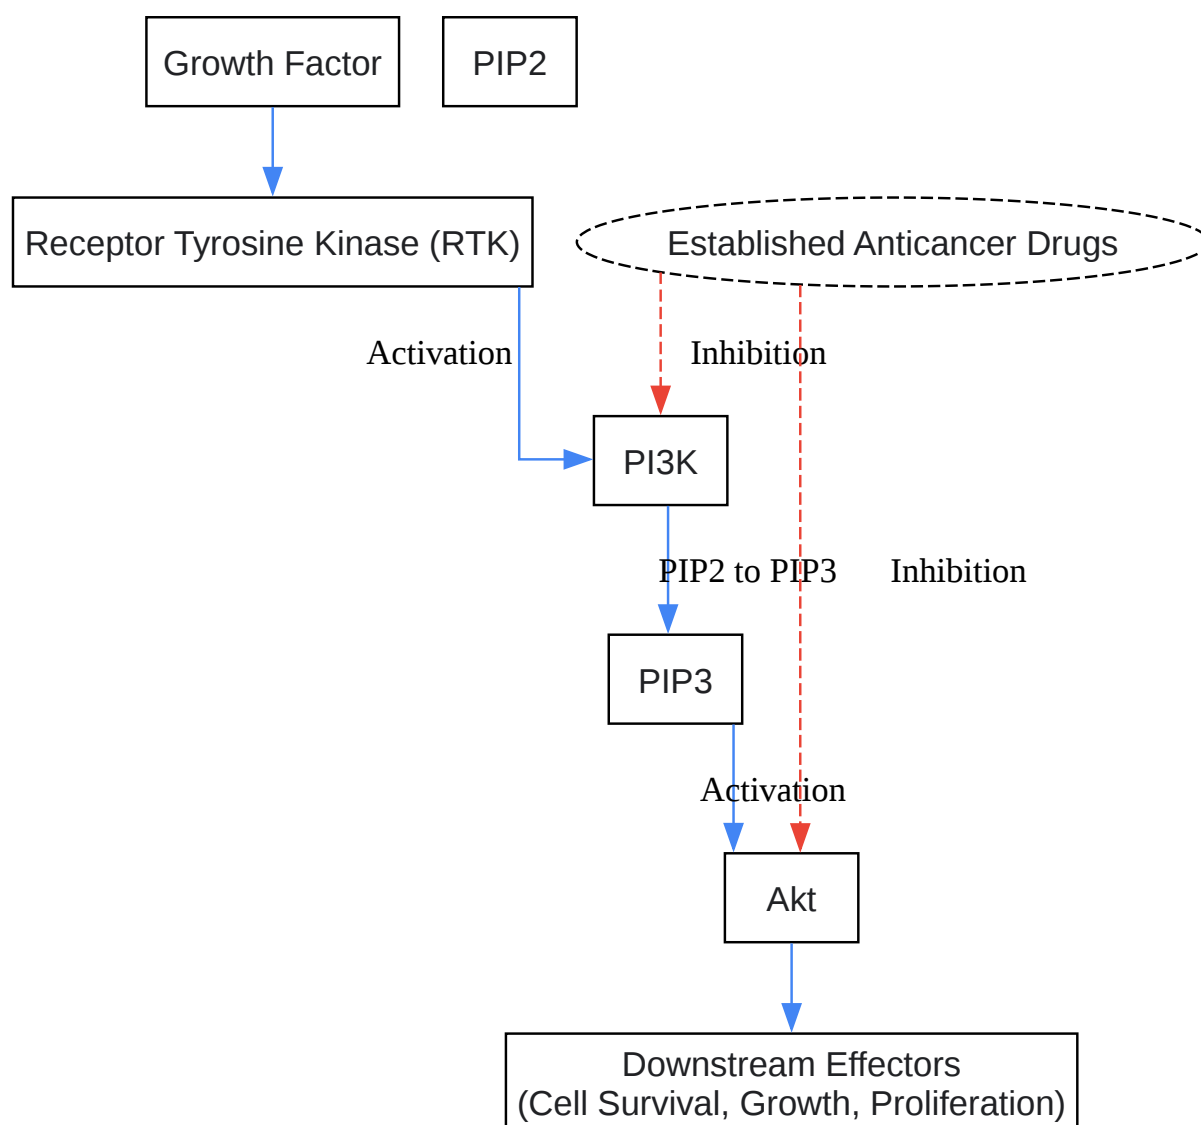 Growth Factor
PIP2
Receptor Tyrosine Kinase (RTK)
Established Anticancer Drugs
Activation
Inhibition
PI3K
PIP2 to PIP3
Inhibition
PIP3
Activation
Akt
Downstream Effectors
(Cell Survival, Growth, Proliferation)